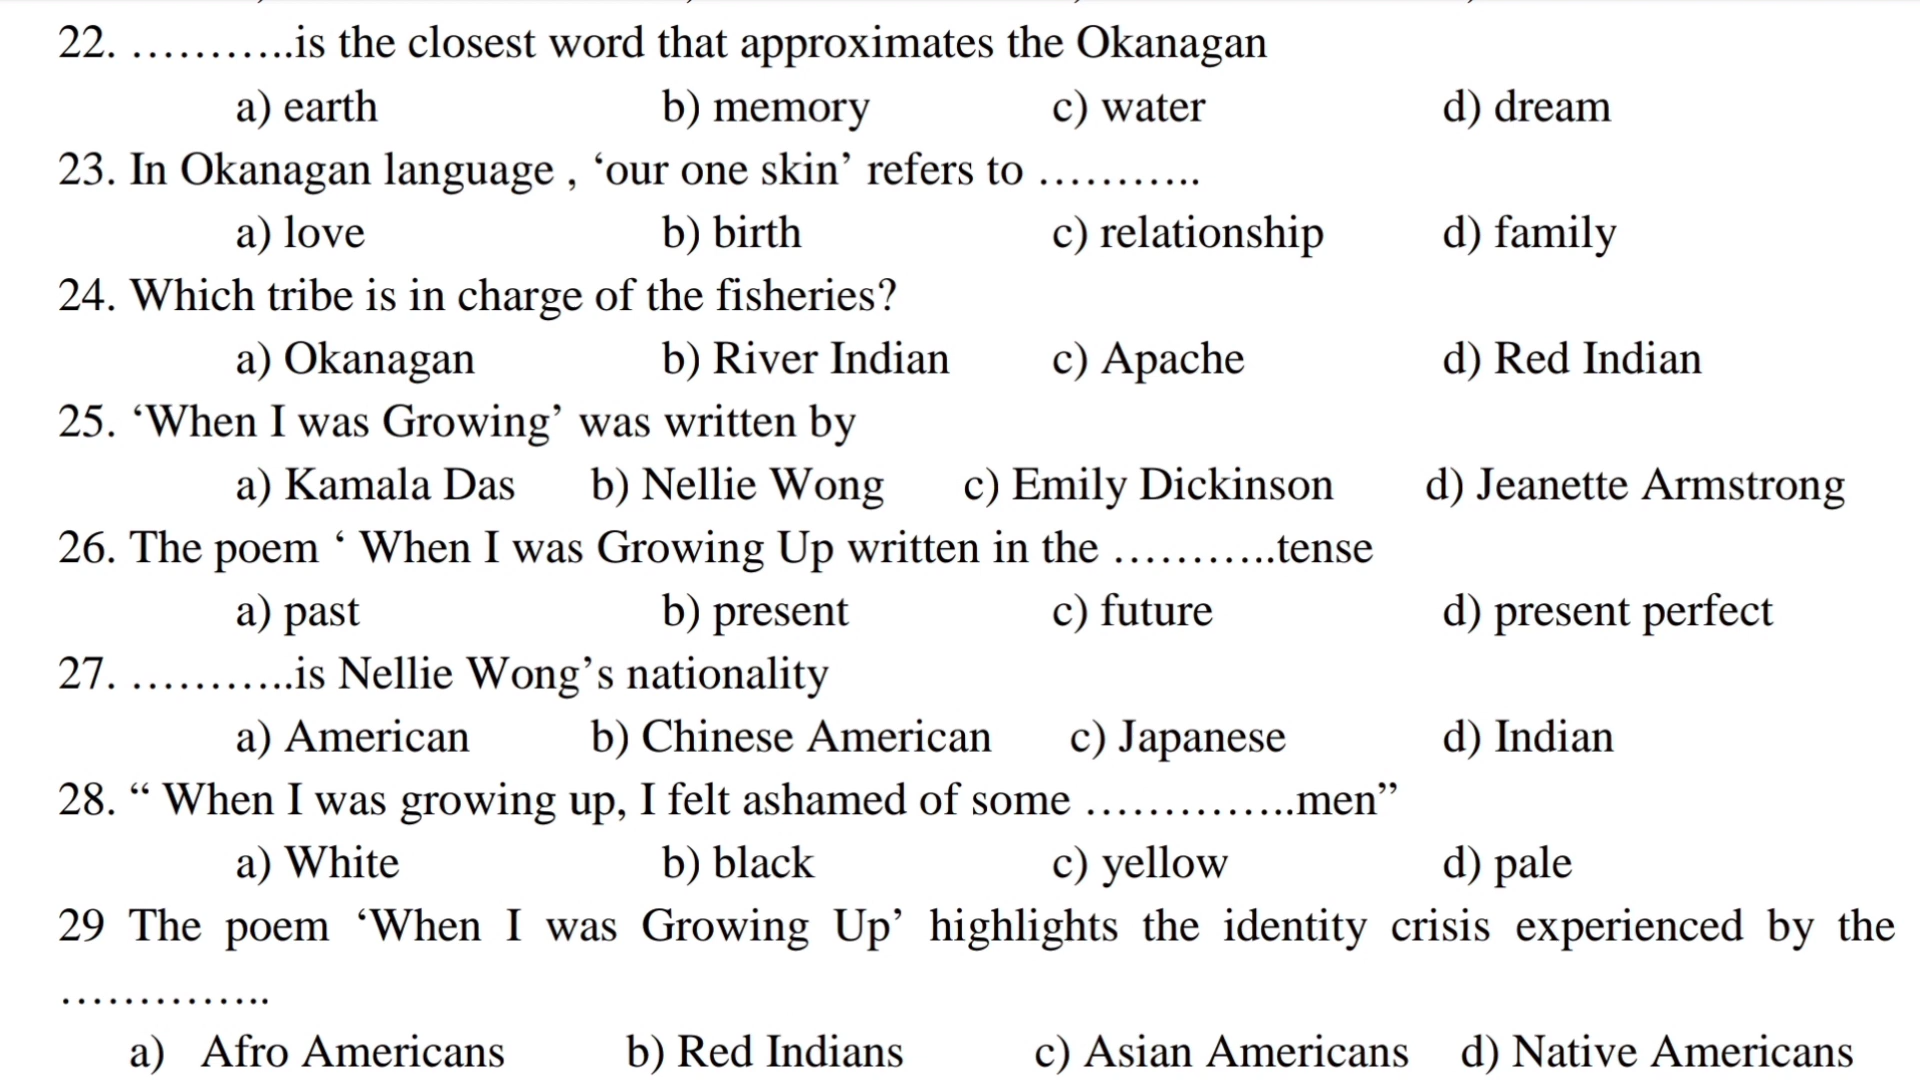 22. ………..is the closest word that approximates the Okanagan
a) earth b) memory c) water d) dream
23. In Okanagan language , ‘our one skin’ refers to ………..
a) love b) birth c) relationship d) family
24. Which tribe is in charge of the fisheries?
a) Okanagan b) River Indian c) Apache d) Red Indian
25. ‘When I was Growing’ was written by
a) Kamala Das b) Nellie Wong c) Emily Dickinson d) Jeanette Armstrong
26. The poem ‘ When I was Growing Up written in the ………..tense
a) past b) present c) future d) present perfect
27. ………..is Nellie Wong’s nationality
a) American b) Chinese American c) Japanese d) Indian
28. “ When I was growing up, I felt ashamed of some …………..men”
a) White b) black c) yellow d) pale
29 The poem ‘When I was Growing Up’ highlights the identity crisis experienced by the
…………..
a) Afro Americans b) Red Indians c) Asian Americans d) Native Americans